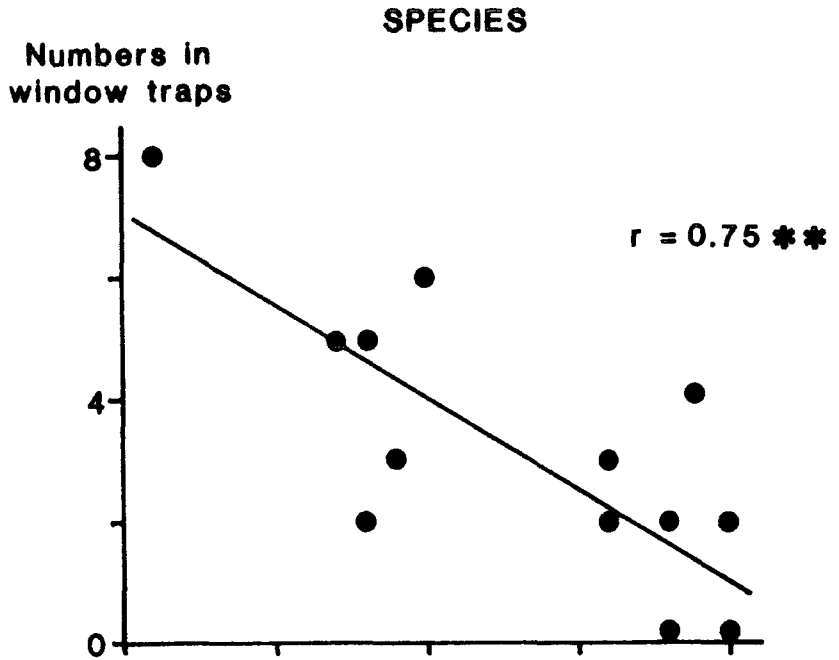 SPECIES
Numbers in
window traps
8
r = 0.75 **
4
0